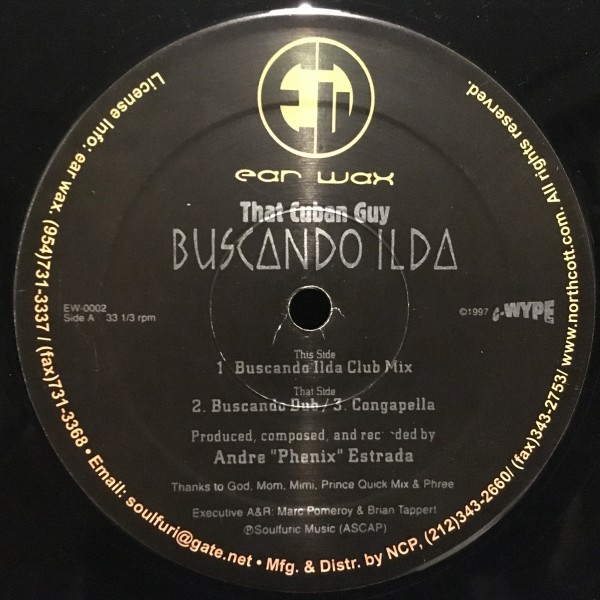 ear wax
That Cuban Guy
BUSCANDO ILDA
EW-0002
Side A 33 1/3 rpm
©1997 e-WYPE
This Side
1. Buscando Ilda Club Mix
That Side
2. Buscando Dub / 3. Congapella
Produced, composed, and recorded by
Andre "Phenix" Estrada
Thanks to God, Mom, Mimi, Prince Quick Mix & Phree
Executive A&R: Marc Pomeroy & Brian Tappert
℗Soulfuric Music (ASCAP)
License Info: ear wax. (954)731-3337 / (fax)731-3368 • Email: soulfuri@gate.net • Mfg. & Distr. by NCP, (212)343-2660/ (fax)343-2753/ www.northcott.com. All rights reserved.